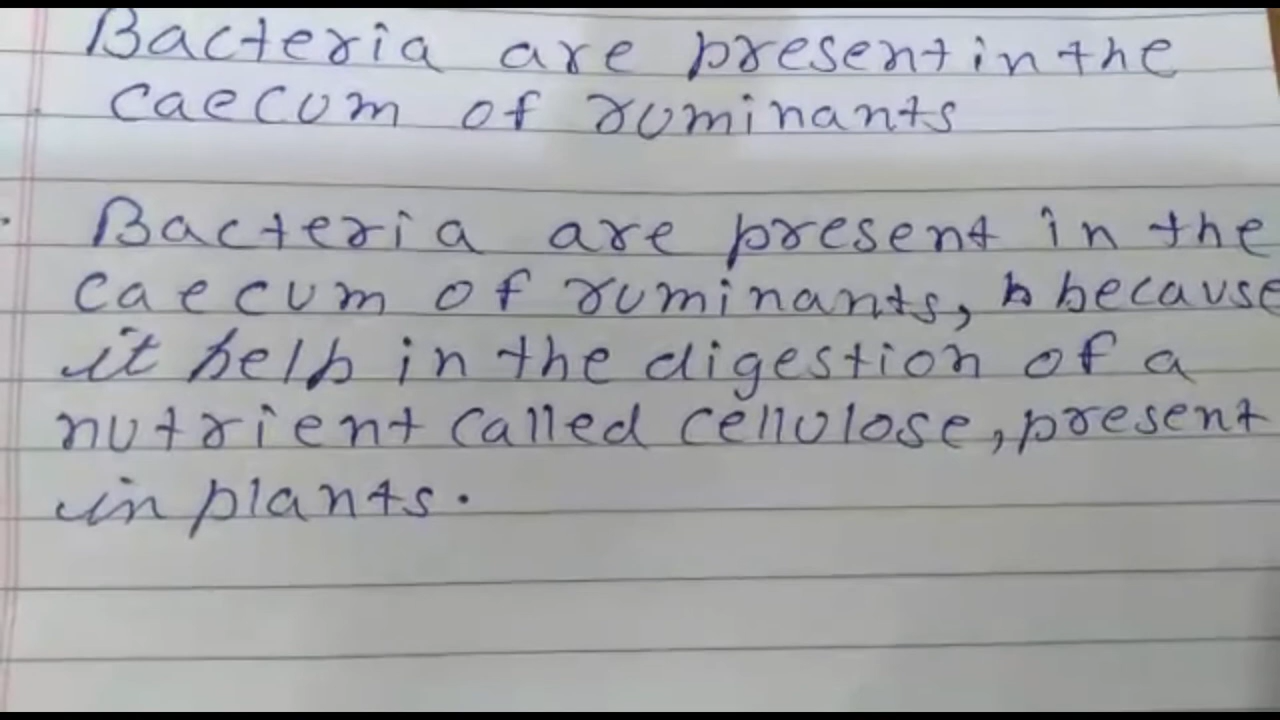 Bacteria are present in the
caecum of ruminants
Bacteria are present in the
caecum of ruminants, because
it help in the digestion of a
nutrient called cellulose, present
in plants.